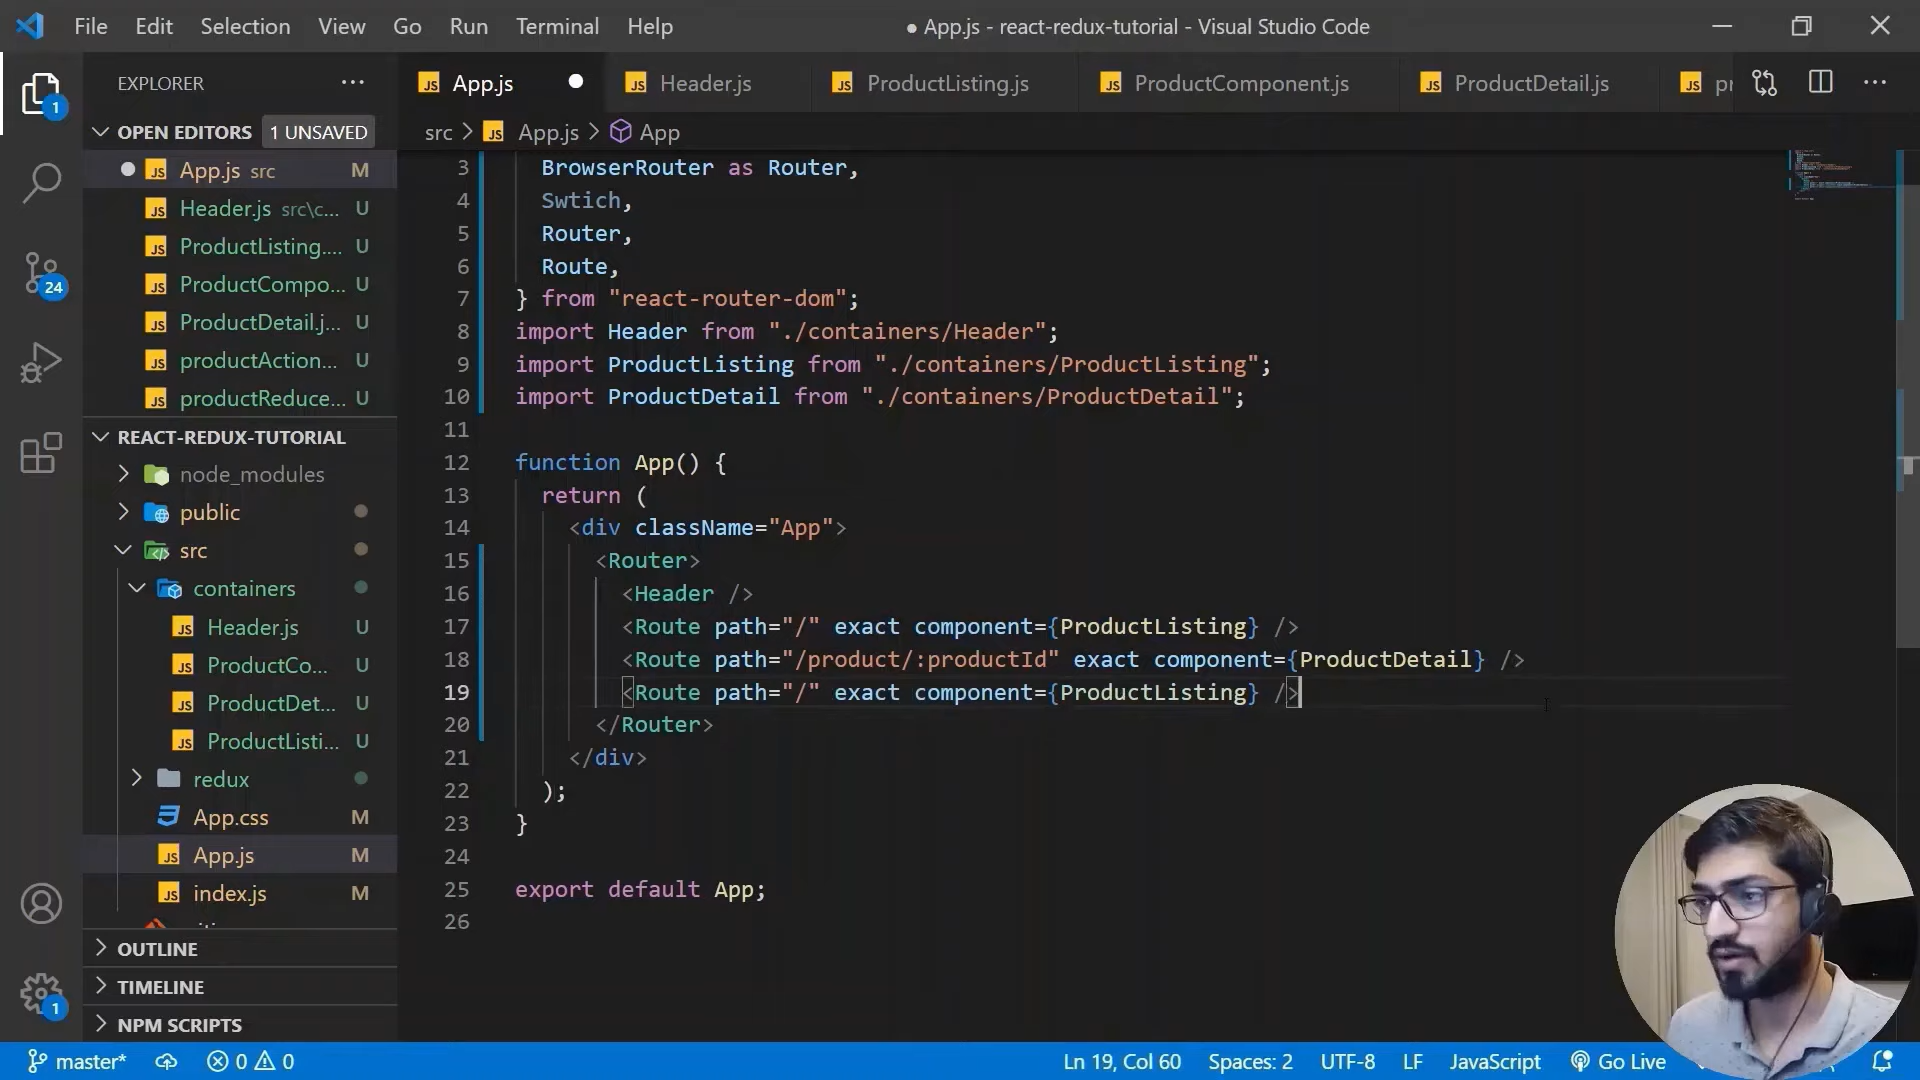 File Edit Selection View Go Run Terminal Help
● App.js - react-redux-tutorial - Visual Studio Code
EXPLORER
App.js
Header.js
ProductListing.js
ProductComponent.js
ProductDetail.js
pr
OPEN EDITORS 1 UNSAVED
src > App.js > App
App.js src M
Header.js src\c... U
ProductListing.... U
ProductCompo... U
ProductDetail.j... U
productAction... U
productReduce... U
REACT-REDUX-TUTORIAL
node_modules
public
src
containers
Header.js U
ProductCo... U
ProductDet... U
ProductListi... U
redux
App.css M
App.js M
index.js M
OUTLINE
TIMELINE
NPM SCRIPTS
1
24
1
3 BrowserRouter as Router,
4 Swtich,
5 Router,
6 Route,
7 } from "react-router-dom";
8 import Header from "./containers/Header";
9 import ProductListing from "./containers/ProductListing";
10 import ProductDetail from "./containers/ProductDetail";
11
12 function App() {
13 return (
14 <div className="App">
15 <Router>
16 <Header />
17 <Route path="/" exact component={ProductListing} />
18 <Route path="/product/:productId" exact component={ProductDetail} />
19 <Route path="/" exact component={ProductListing} />
20 </Router>
21 </div>
22 );
23 }
24
25 export default App;
26
master* 0 0 Ln 19, Col 60 Spaces: 2 UTF-8 LF JavaScript Go Live